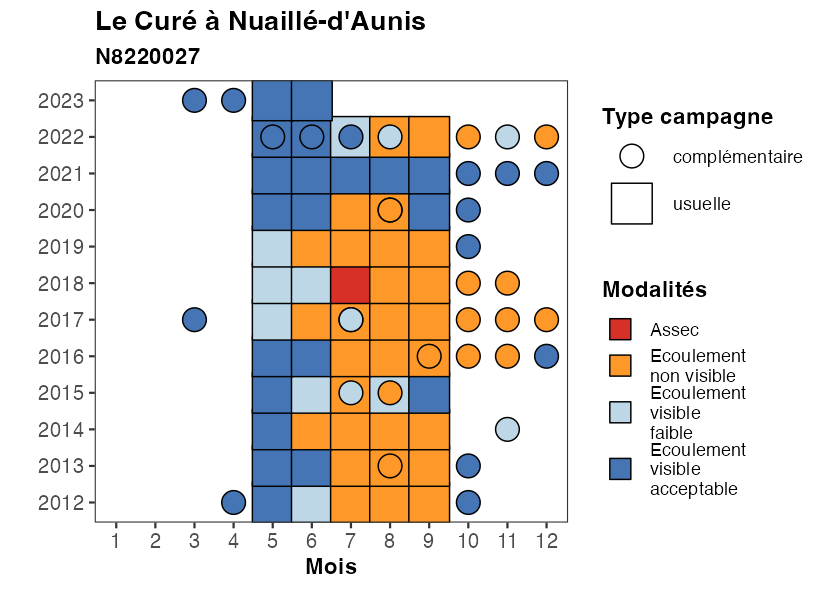 Le Curé à Nuaillé-d'Aunis
N8220027
2023
2022
2021
2020
2019
2018
2017
2016
2015
2014
2013
2012
1 2 3 4 5 6 7 8 9 10 11 12
Mois
Type campagne
complémentaire
usuelle
Modalités
Assec
Ecoulement
non visible
Ecoulement
visible
faible
Ecoulement
visible
acceptable